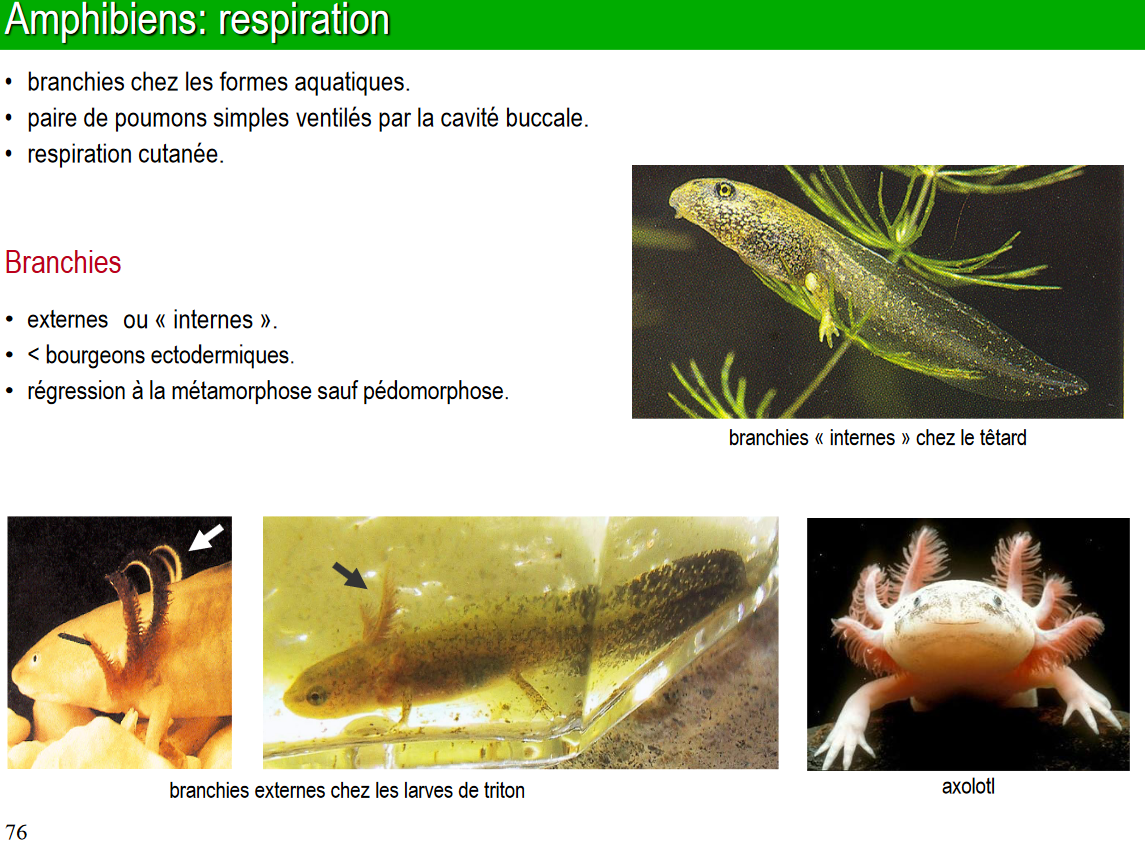 Amphibiens: respiration
• branchies chez les formes aquatiques.
• paire de poumons simples ventilés par la cavité buccale.
• respiration cutanée.
Branchies
• externes ou « internes ».
• < bourgeons ectodermiques.
• régression à la métamorphose sauf pédomorphose.
branchies « internes » chez le têtard
branchies externes chez les larves de triton
axolotl
76